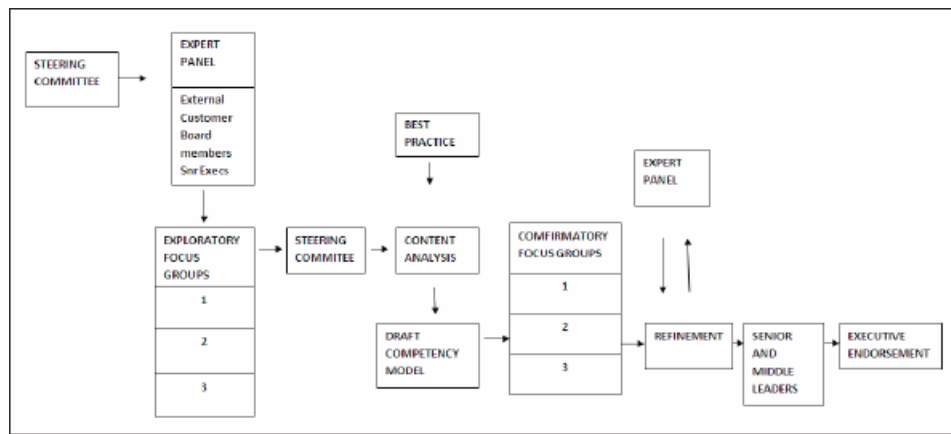 STEERING
COMMITTEE
EXPERT
PANEL
External
Customer
Board
members
Snr Execs
BEST
PRACTICE
EXPERT
PANEL
EXPLORATORY
FOCUS
GROUPS
1
2
3
STEERING
COMMITEE
CONTENT
ANALYSIS
DRAFT
COMPETENCY
MODEL
COMFIRMATORY
FOCUS GROUPS
1
2
3
REFINEMENT
SENIOR
AND
MIDDLE
LEADERS
EXECUTIVE
ENDORSEMENT